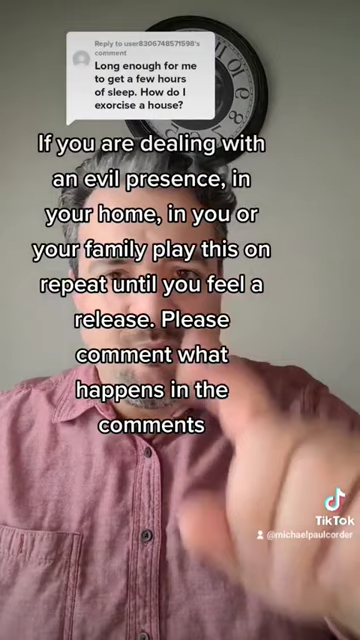 Reply to user8306748571598's
comment
Long enough for me
to get a few hours
of sleep. How do I
exorcise a house?
If you are dealing with
an evil presence, in
your home, in you or
your family play this on
repeat until you feel a
release. Please
comment what
happens in the
comments
TikTok
@michaelpaulcorder